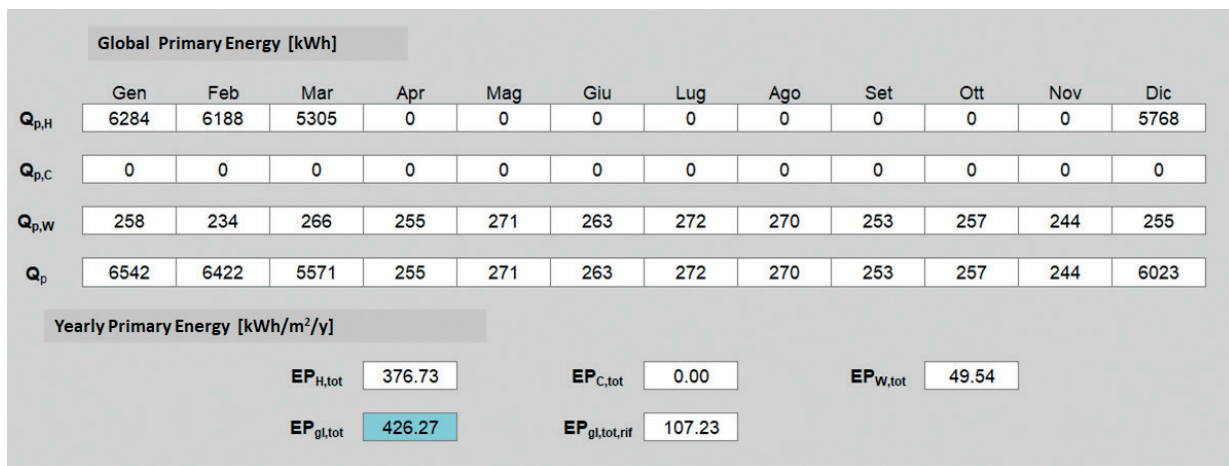 Global Primary Energy [kWh]
Gen Feb Mar Apr Mag Giu Lug Ago Set Ott Nov Dic
Qp,H 6284 6188 5305 0 0 0 0 0 0 0 0 5768
Qp,C 0 0 0 0 0 0 0 0 0 0 0 0
Qp,W 258 234 266 255 271 263 272 270 253 257 244 255
Qp 6542 6422 5571 255 271 263 272 270 253 257 244 6023
Yearly Primary Energy [kWh/m²/y]
EPH,tot 376.73 EPC,tot 0.00 EPW,tot 49.54
EPgl,tot 426.27 EPgl,tot,rif 107.23